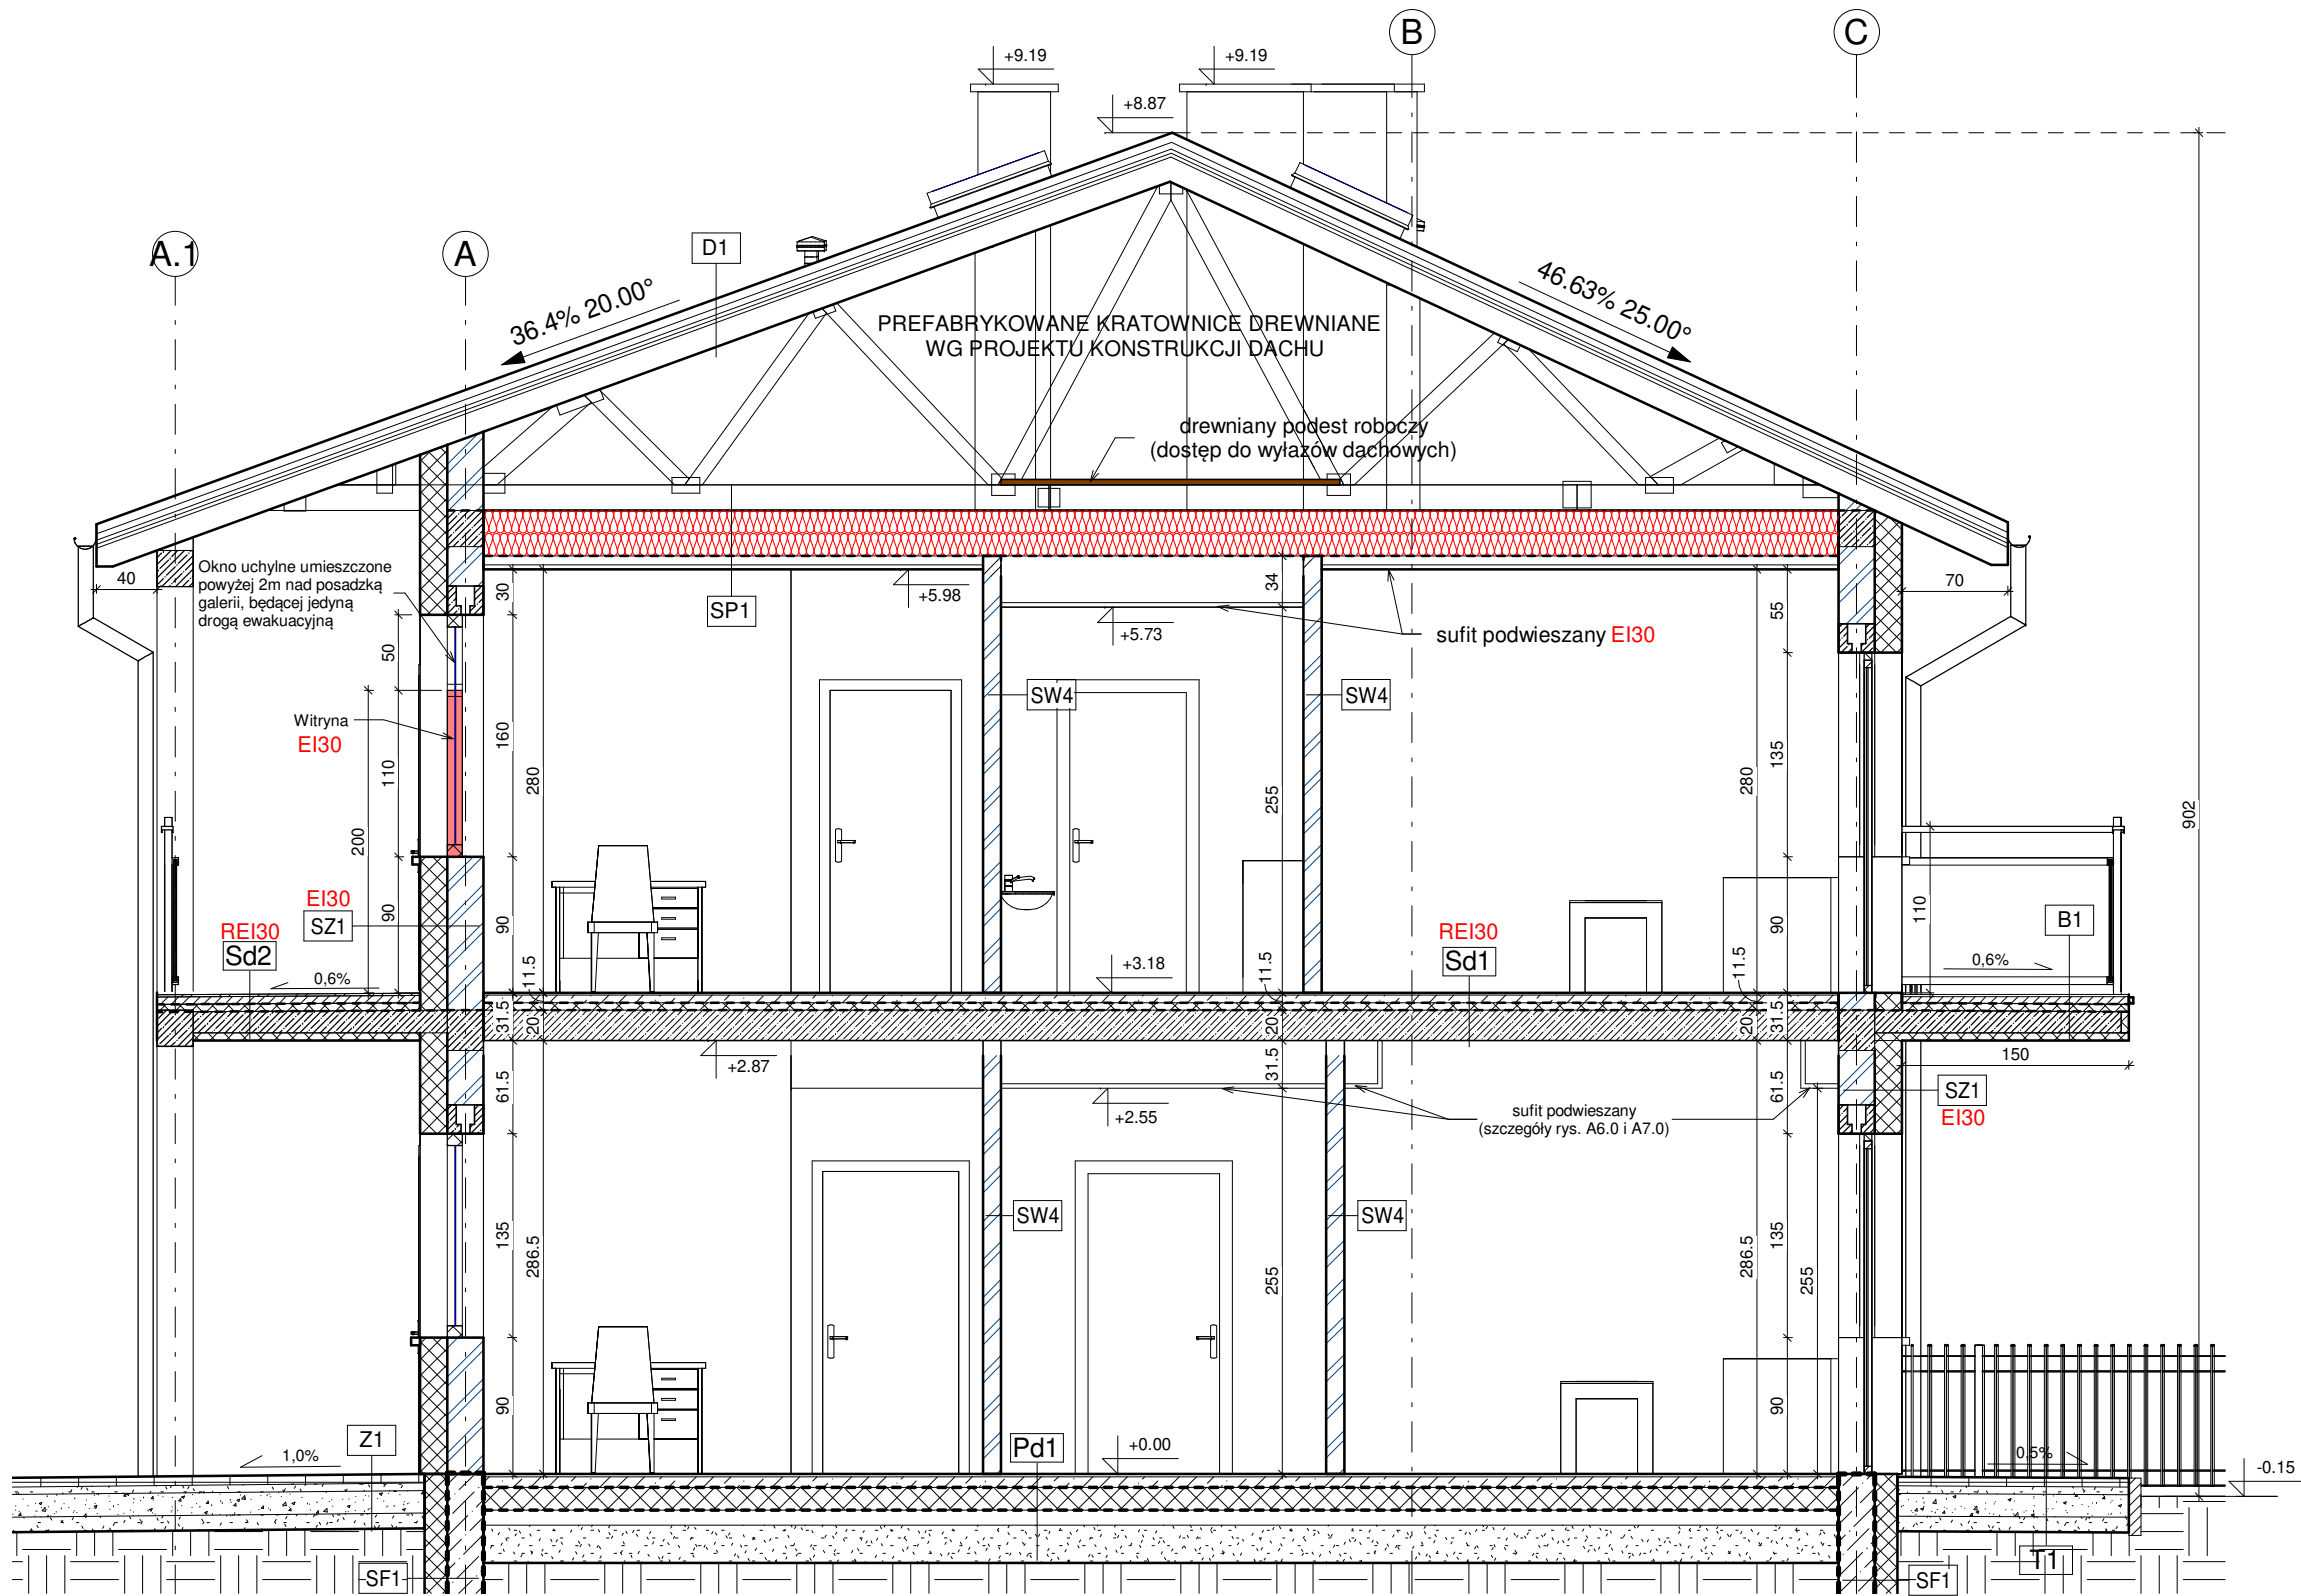 B
C
+9.19
+9.19
+8.87
A.1
A
D1
36.4% 20.00°
46.63% 25.00°
PREFABRYKOWANE KRATOWNICE DREWNIANE
WG PROJEKTU KONSTRUKCJI DACHU
drewniany podest roboczy
(dostęp do wyłazów dachowych)
Okno uchylne umieszczone
powyżej 2m nad posadzką
galerii, będącej jedyną
drogą ewakuacyjną
40
30
+5.98
SP1
34
+5.73
sufit podwieszany EI30
55
70
50
SW4
SW4
Witryna
EI30
160
110
280
255
280
135
902
200
EI30
SZ1
90
90
REI30
Sd2
REI30
Sd1
90
110
B1
0,6%
11.5
+3.18
11.5
11.5
0,6%
31.5
20
20
20
31.5
+2.87
31.5
150
61.5
61.5
+2.55
sufit podwieszany
(szczegóły rys. A6.0 i A7.0)
SZ1
EI30
SW4
SW4
135
286.5
255
286.5
135
255
90
90
Z1
1,0%
Pd1
+0.00
0.5%
-0.15
SF1
T1
SF1